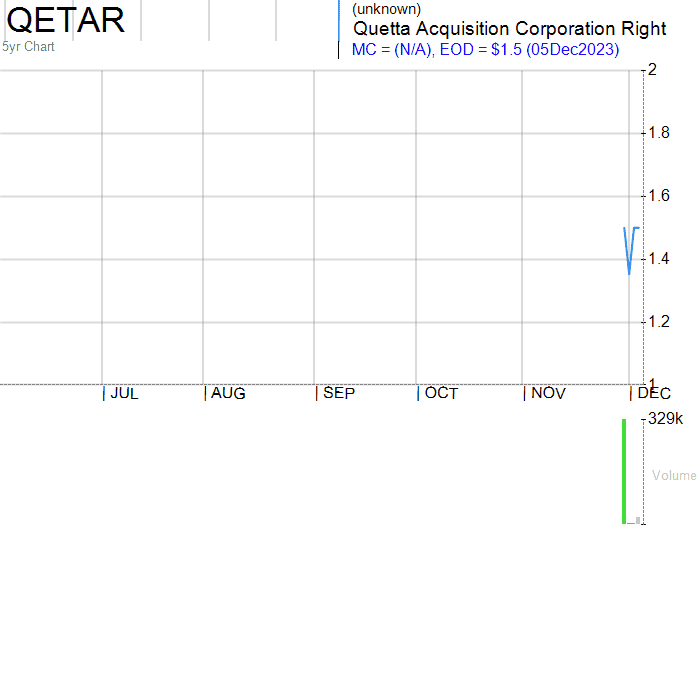 QETAR
5yr Chart
(unknown)
Quetta Acquisition Corporation Right
MC = (N/A), EOD = $1.5 (05Dec2023)
2
1.8
1.6
1.4
1.2
1
JUL AUG SEP OCT NOV DEC
329k
Volume